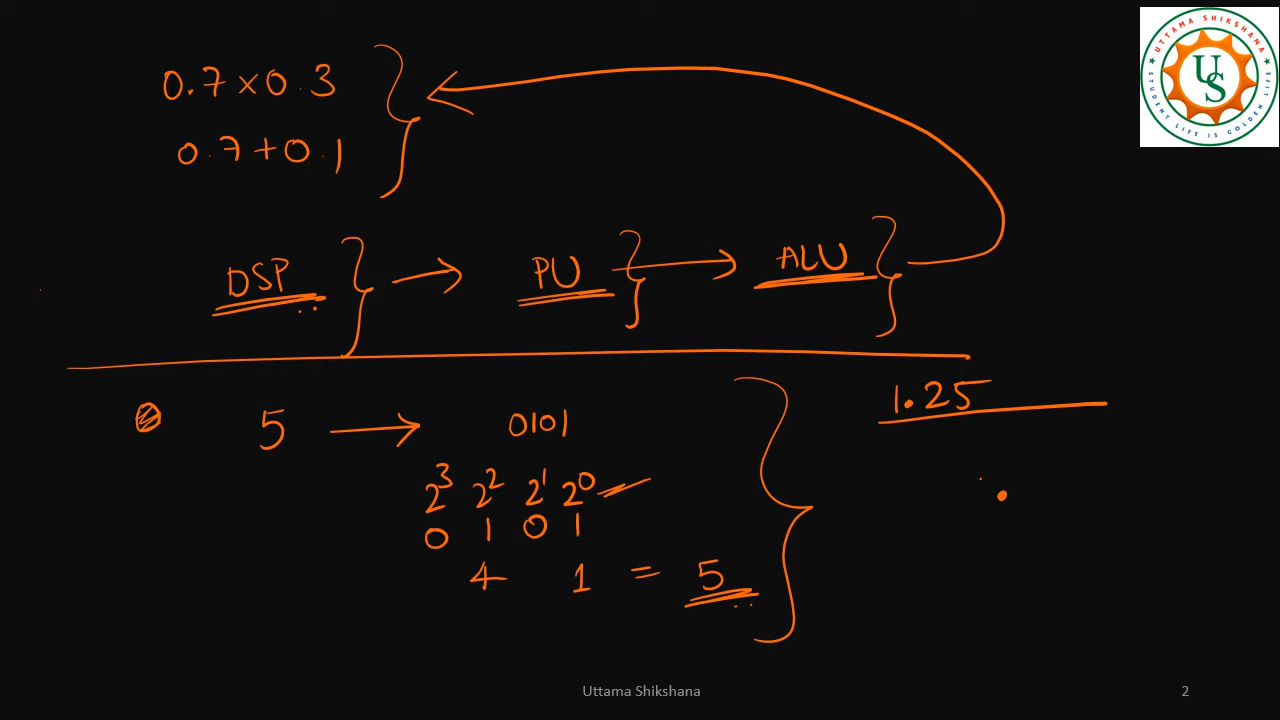 0.7 × 0.3
0.7 + 0.1
DSP → PU → ALU
5 → 0101
1.25
2³ 2² 2¹ 2⁰
0 1 0 1
4 1 = 5
UTTAMA SHIKSHANA
US
STUDENT LIFE IS GOLDEN LIFE
Uttama Shikshana
2